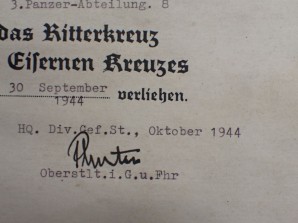 3.Panzer-Abteilung. 8
das Ritterkreuz
Eisernen Kreuzes
30 September
1944 verliehen.
HQ. Div.Gef.St., Oktober 1944
Oberstlt.i.G.u.Fhr